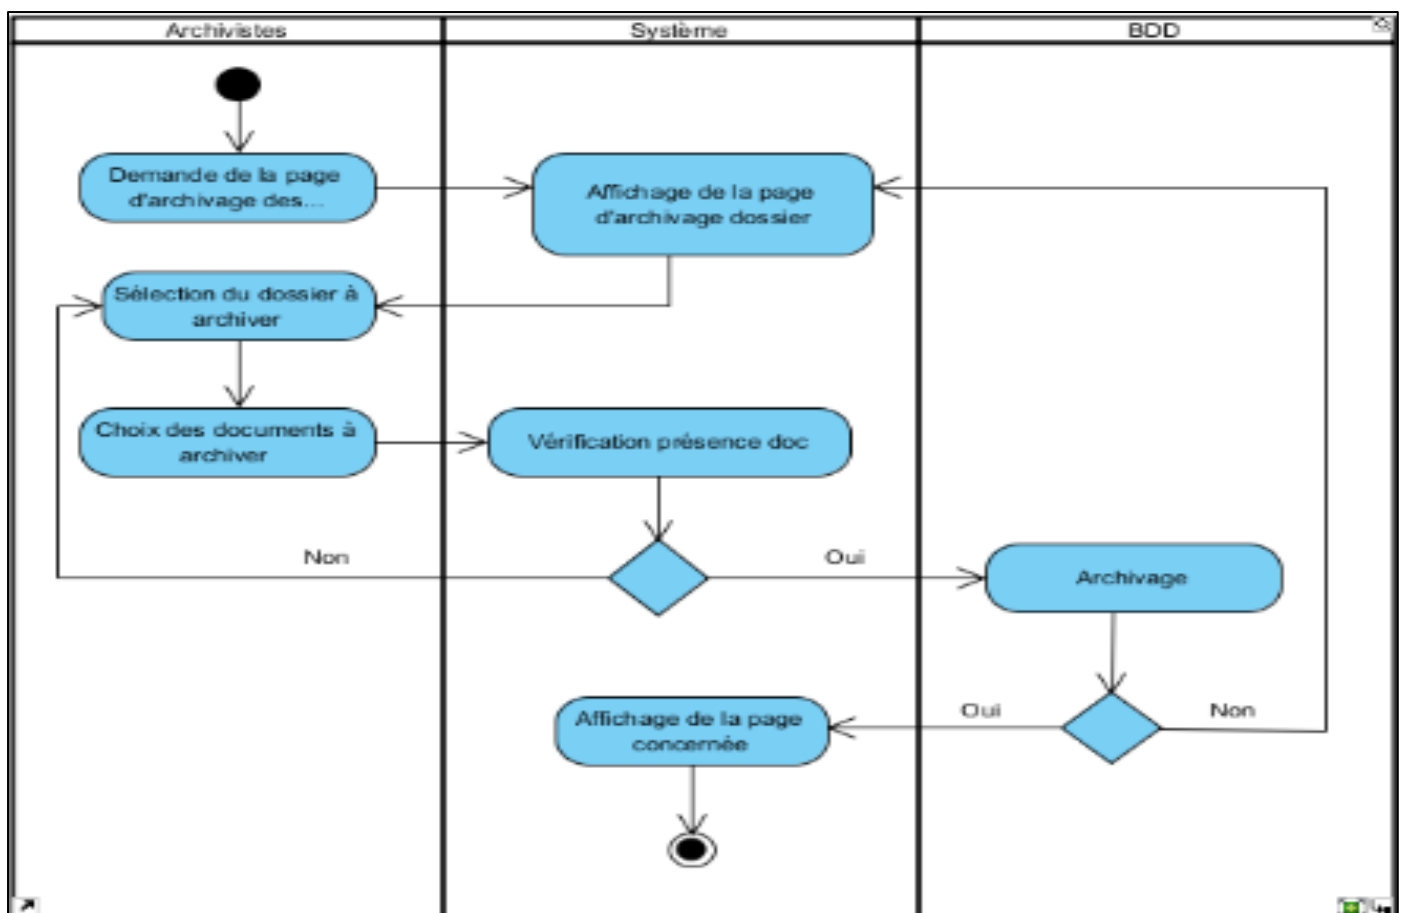 Archivistes
Système
BDD
Demande de la page
d'archivage des...
Affichage de la page
d'archivage dossier
Sélection du dossier à
archiver
Choix des documents à
archiver
Vérification présence doc
Non
Oui
Archivage
Affichage de la page
concernée
Oui
Non